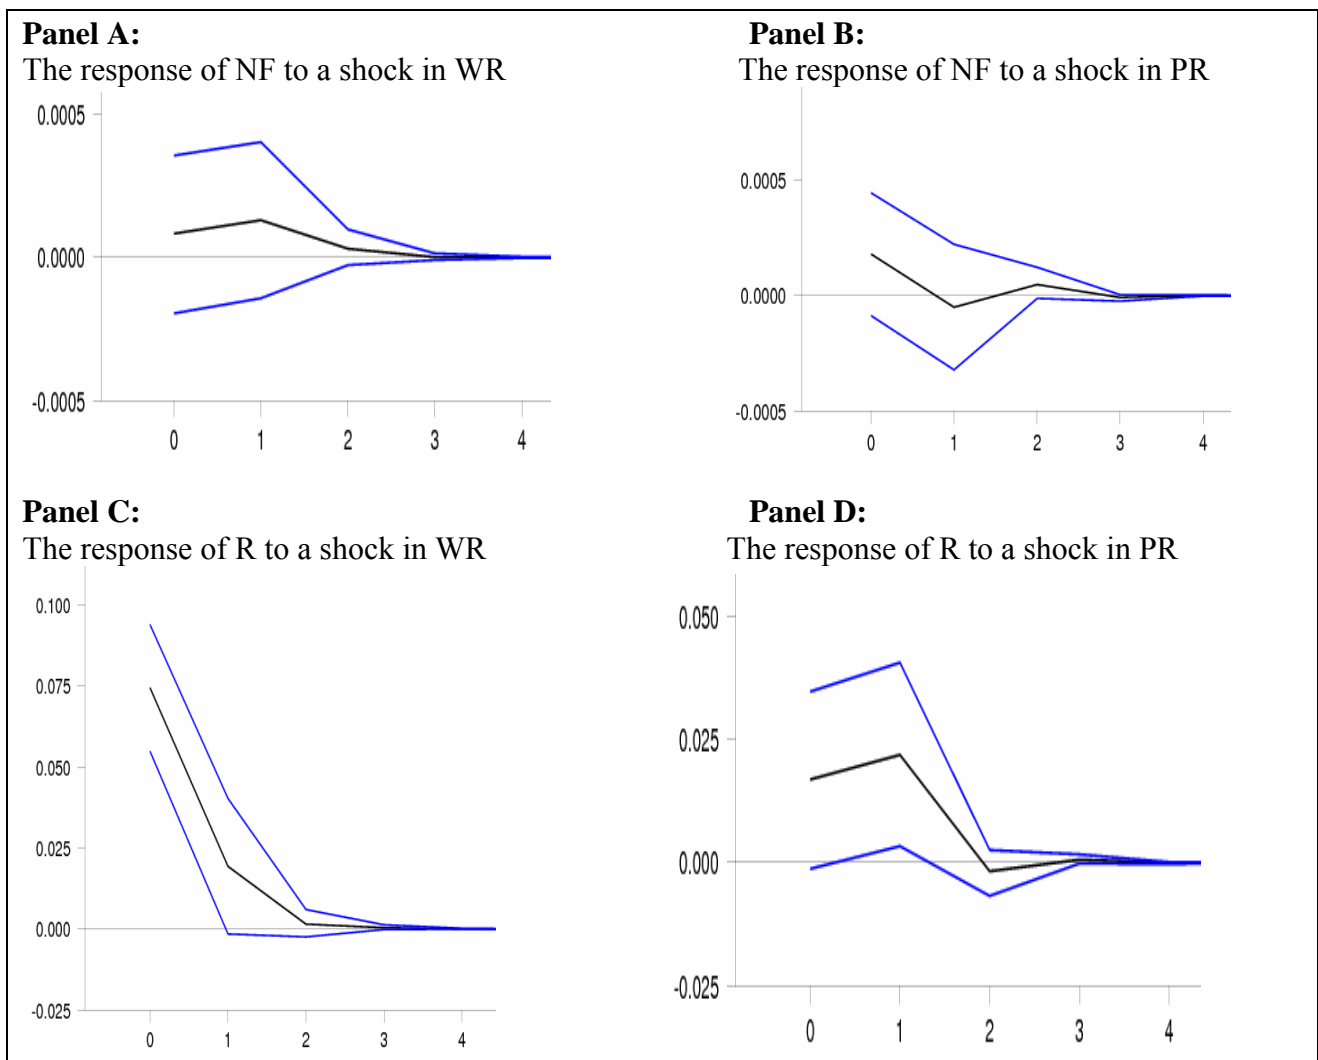 Panel A:
The response of NF to a shock in WR
0.0005
0.0000
-0.0005
0 1 2 3 4
Panel B:
The response of NF to a shock in PR
0.0005
0.0000
-0.0005
0 1 2 3 4
Panel C:
The response of R to a shock in WR
0.100
0.075
0.050
0.025
0.000
-0.025
0 1 2 3 4
Panel D:
The response of R to a shock in PR
0.050
0.025
0.000
-0.025
0 1 2 3 4